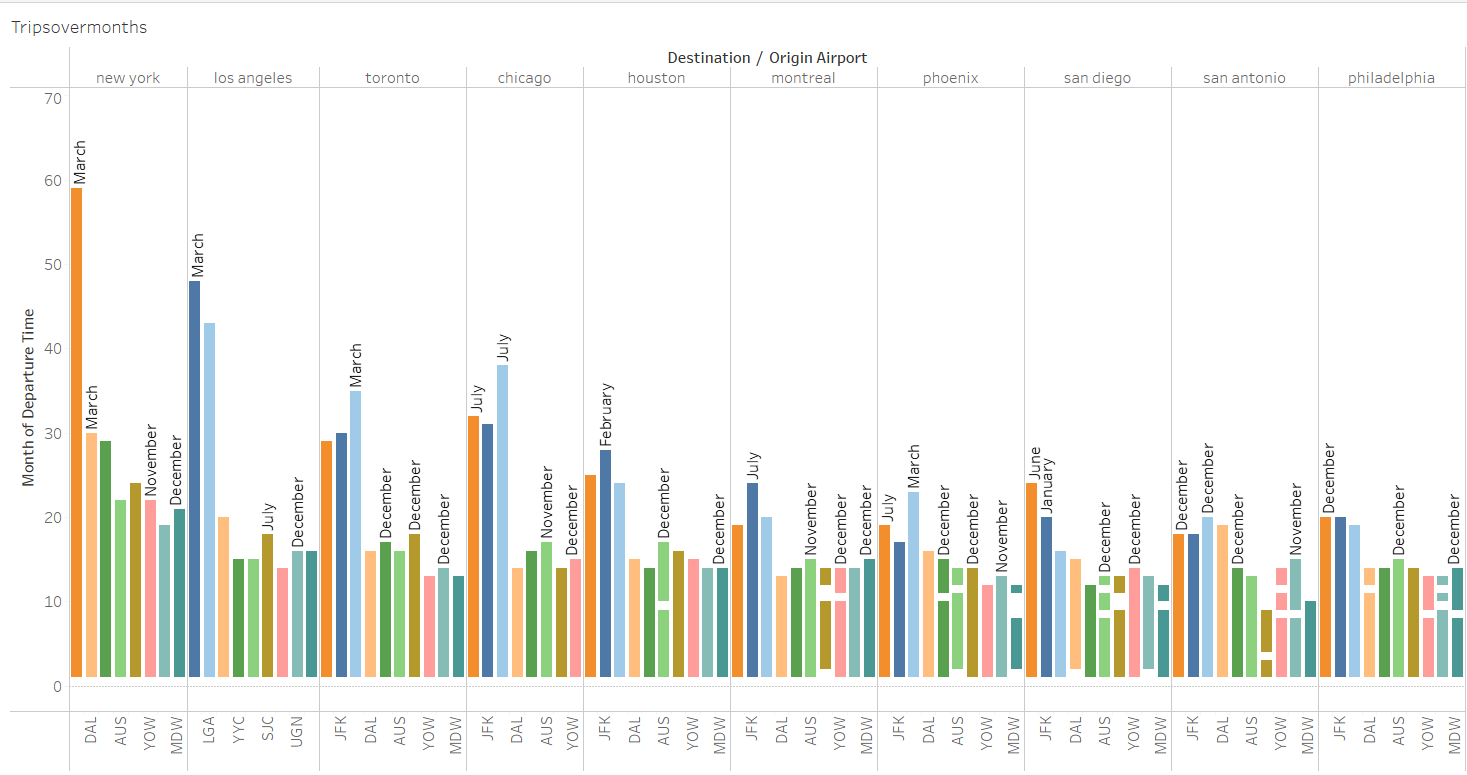 Tripsovermonths
Destination / Origin Airport
new york los angeles toronto chicago houston montreal phoenix san diego san antonio philadelphia
Month of Departure Time
70
60
50
40
30
20
10
0
March March November December
March July December
March December December December
July July November December
February December December
July November December December
July March December December November
June January December December
December December December November
December December December
DAL AUS YOW MDW
LGA YYC SJC UGN
JFK DAL AUS YOW MDW
JFK DAL AUS YOW
JFK DAL AUS YOW MDW
JFK DAL AUS YOW MDW
JFK DAL AUS YOW MDW
JFK DAL AUS YOW MDW
JFK DAL AUS YOW MDW
JFK DAL AUS YOW MDW